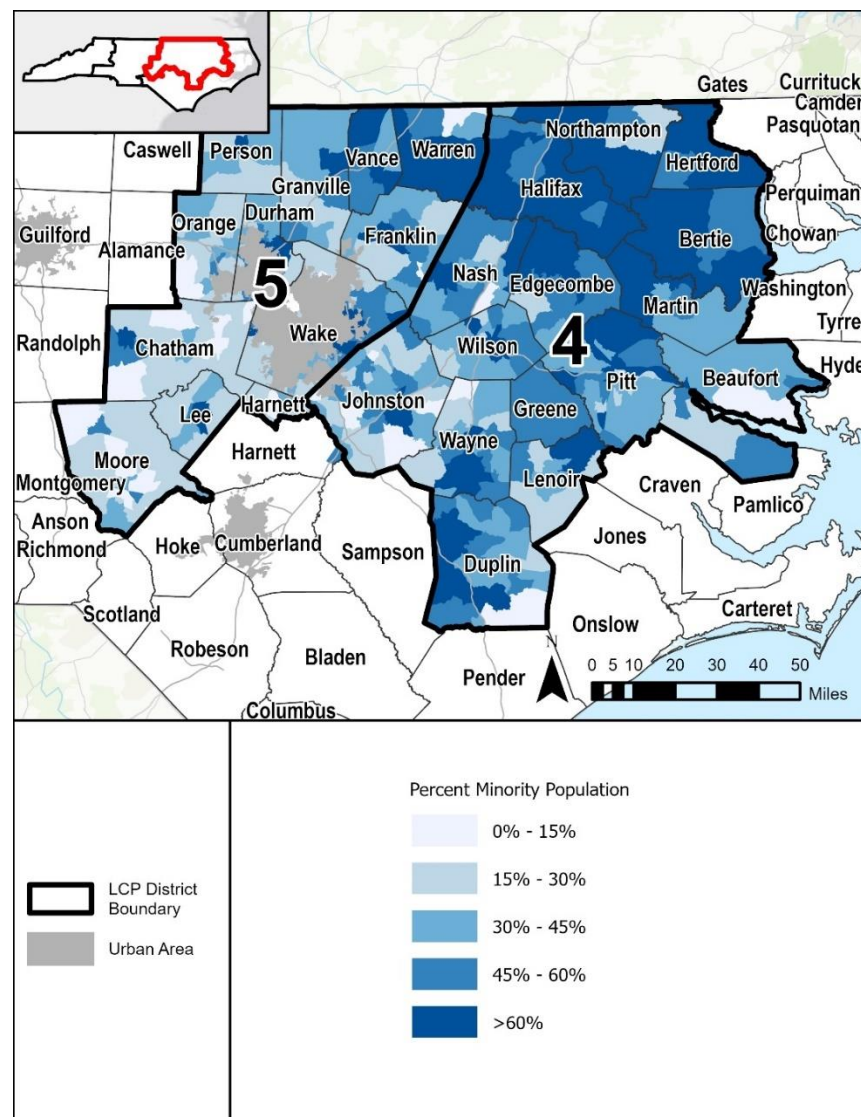 Gates
Currituck
Camden
Pasquotan
Caswell
Person
Vance
Warren
Northampton
Hertford
Granville
Halifax
Perquiman
Orange
Durham
Guilford
Alamance
Franklin
Bertie
Chowan
Nash
Edgecombe
5
Martin
Washington
Randolph
Chatham
Wake
Wilson
4
Tyrre
Hyde
Pitt
Beaufort
Lee
Harnett
Johnston
Greene
Moore
Harnett
Wayne
Lenoir
Montgomery
Craven
Pamlico
Anson
Richmond
Hoke
Cumberland
Sampson
Jones
Duplin
Scotland
Onslow
Carteret
Robeson
Bladen
Pender
N
0 5 10 20 30 40 50
Miles
Columbus
Percent Minority Population
0% - 15%
15% - 30%
30% - 45%
45% - 60%
>60%
LCP District
Boundary
Urban Area